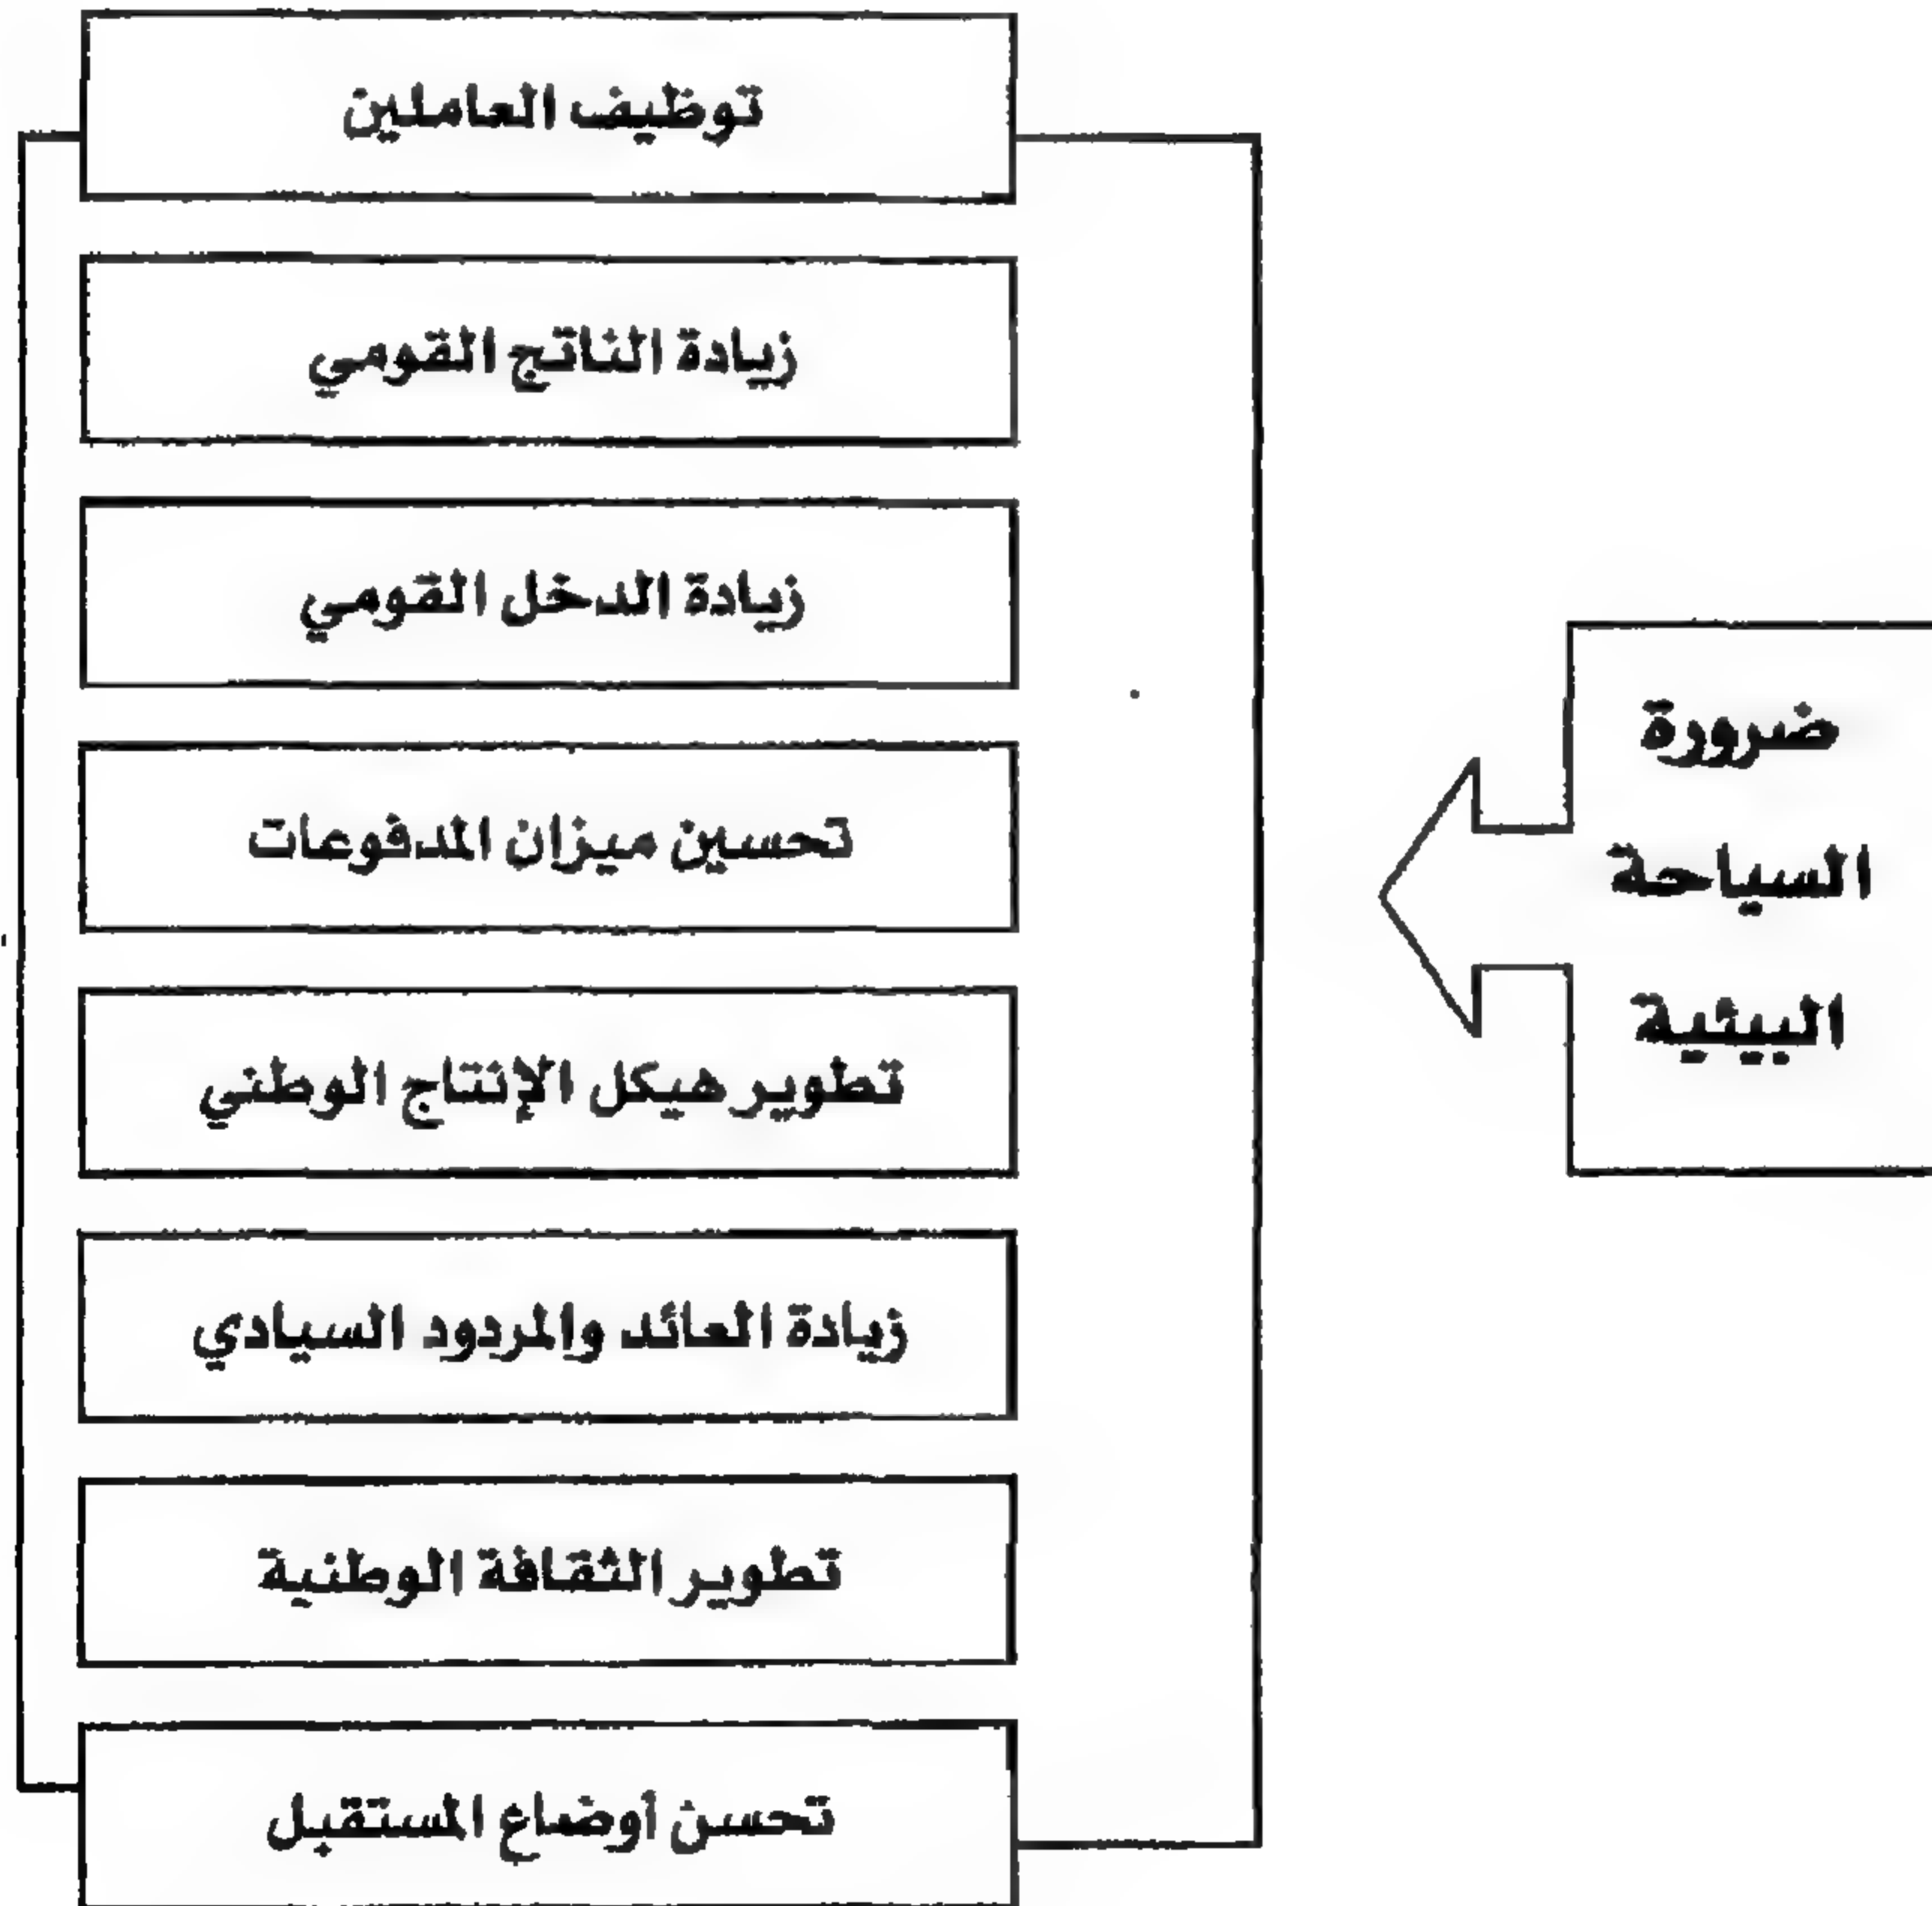 ضرورة
السياحة
البيئية
توظيف العاملين
زيادة الناتج القومي
زيادة الدخل القومي
تحسين ميزان المدفوعات
تطوير هيكل الإنتاج الوطني
زيادة العائد والمردود السيادي
تطوير الثقافة الوطنية
تحسن أوضاع المستقبل